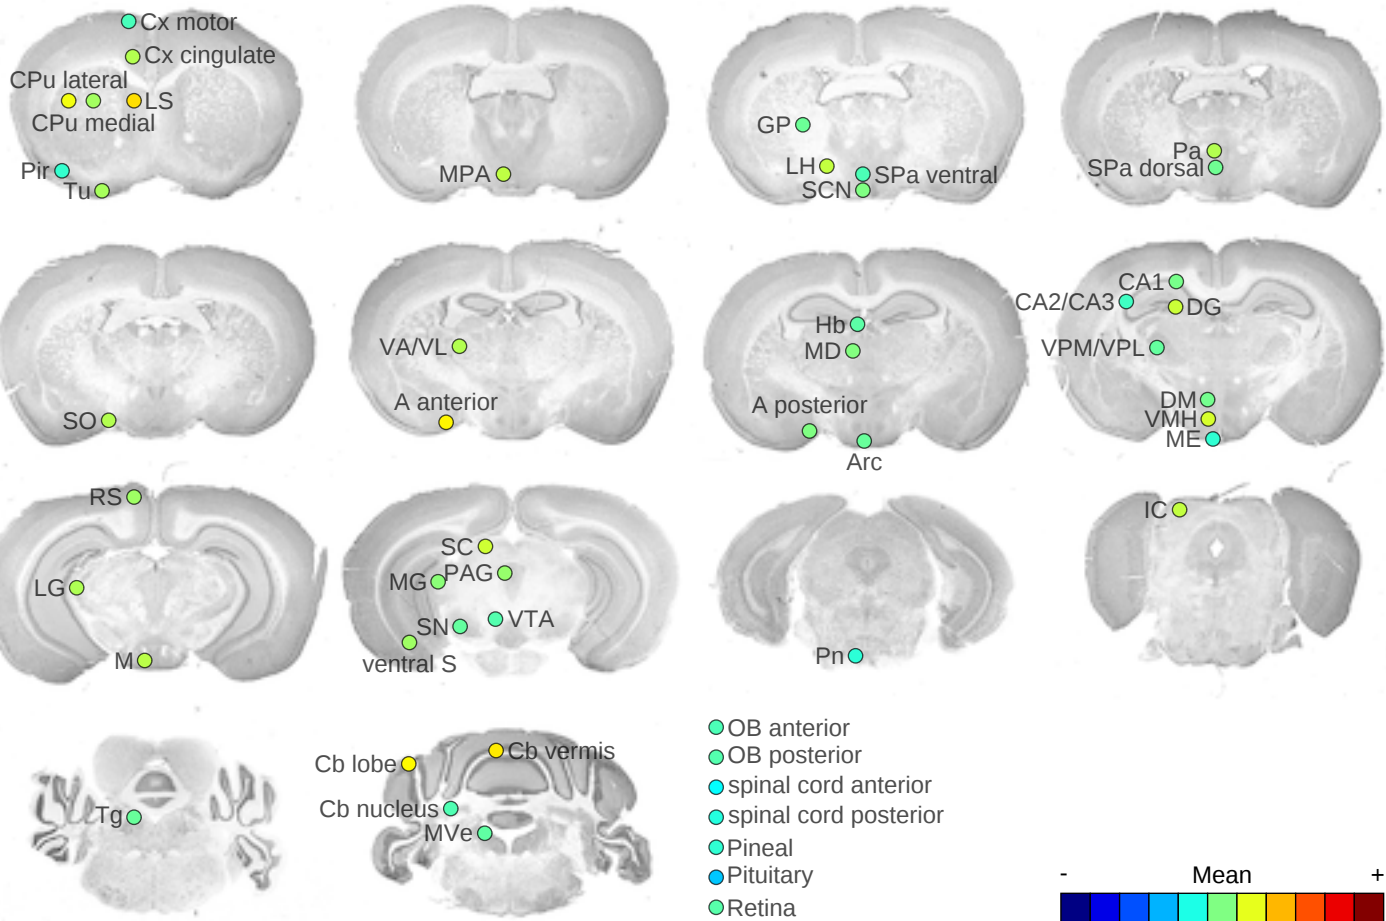 Cx motor
Cx cingulate
CPu lateral
LS
CPu medial
Pir
Tu
MPA
GP
LH
SPa ventral
SCN
Pa
SPa dorsal
SO
VA/VL
A anterior
Hb
MD
A posterior
Arc
CA1
CA2/CA3
DG
VPM/VPL
DM
VMH
ME
RS
LG
M
SC
MG
PAG
SN
VTA
ventral S
Pn
IC
Tg
Cb lobe
Cb vermis
Cb nucleus
MVe
OB anterior
OB posterior
spinal cord anterior
spinal cord posterior
Pineal
Pituitary
Retina
- Mean +